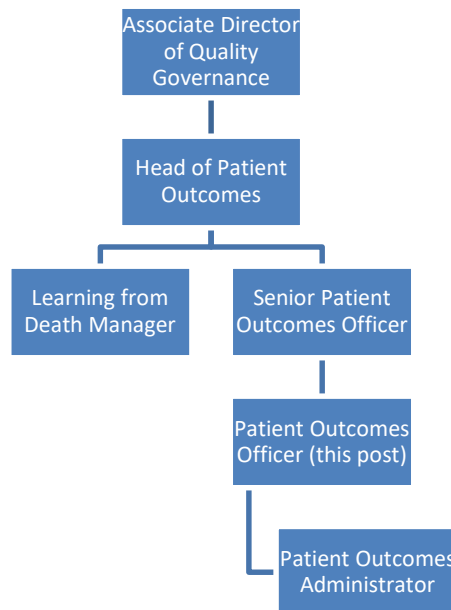 Associate Director
of Quality
Governance
Head of Patient
Outcomes
Learning from
Death Manager
Senior Patient
Outcomes Officer
Patient Outcomes
Officer (this post)
Patient Outcomes
Administrator